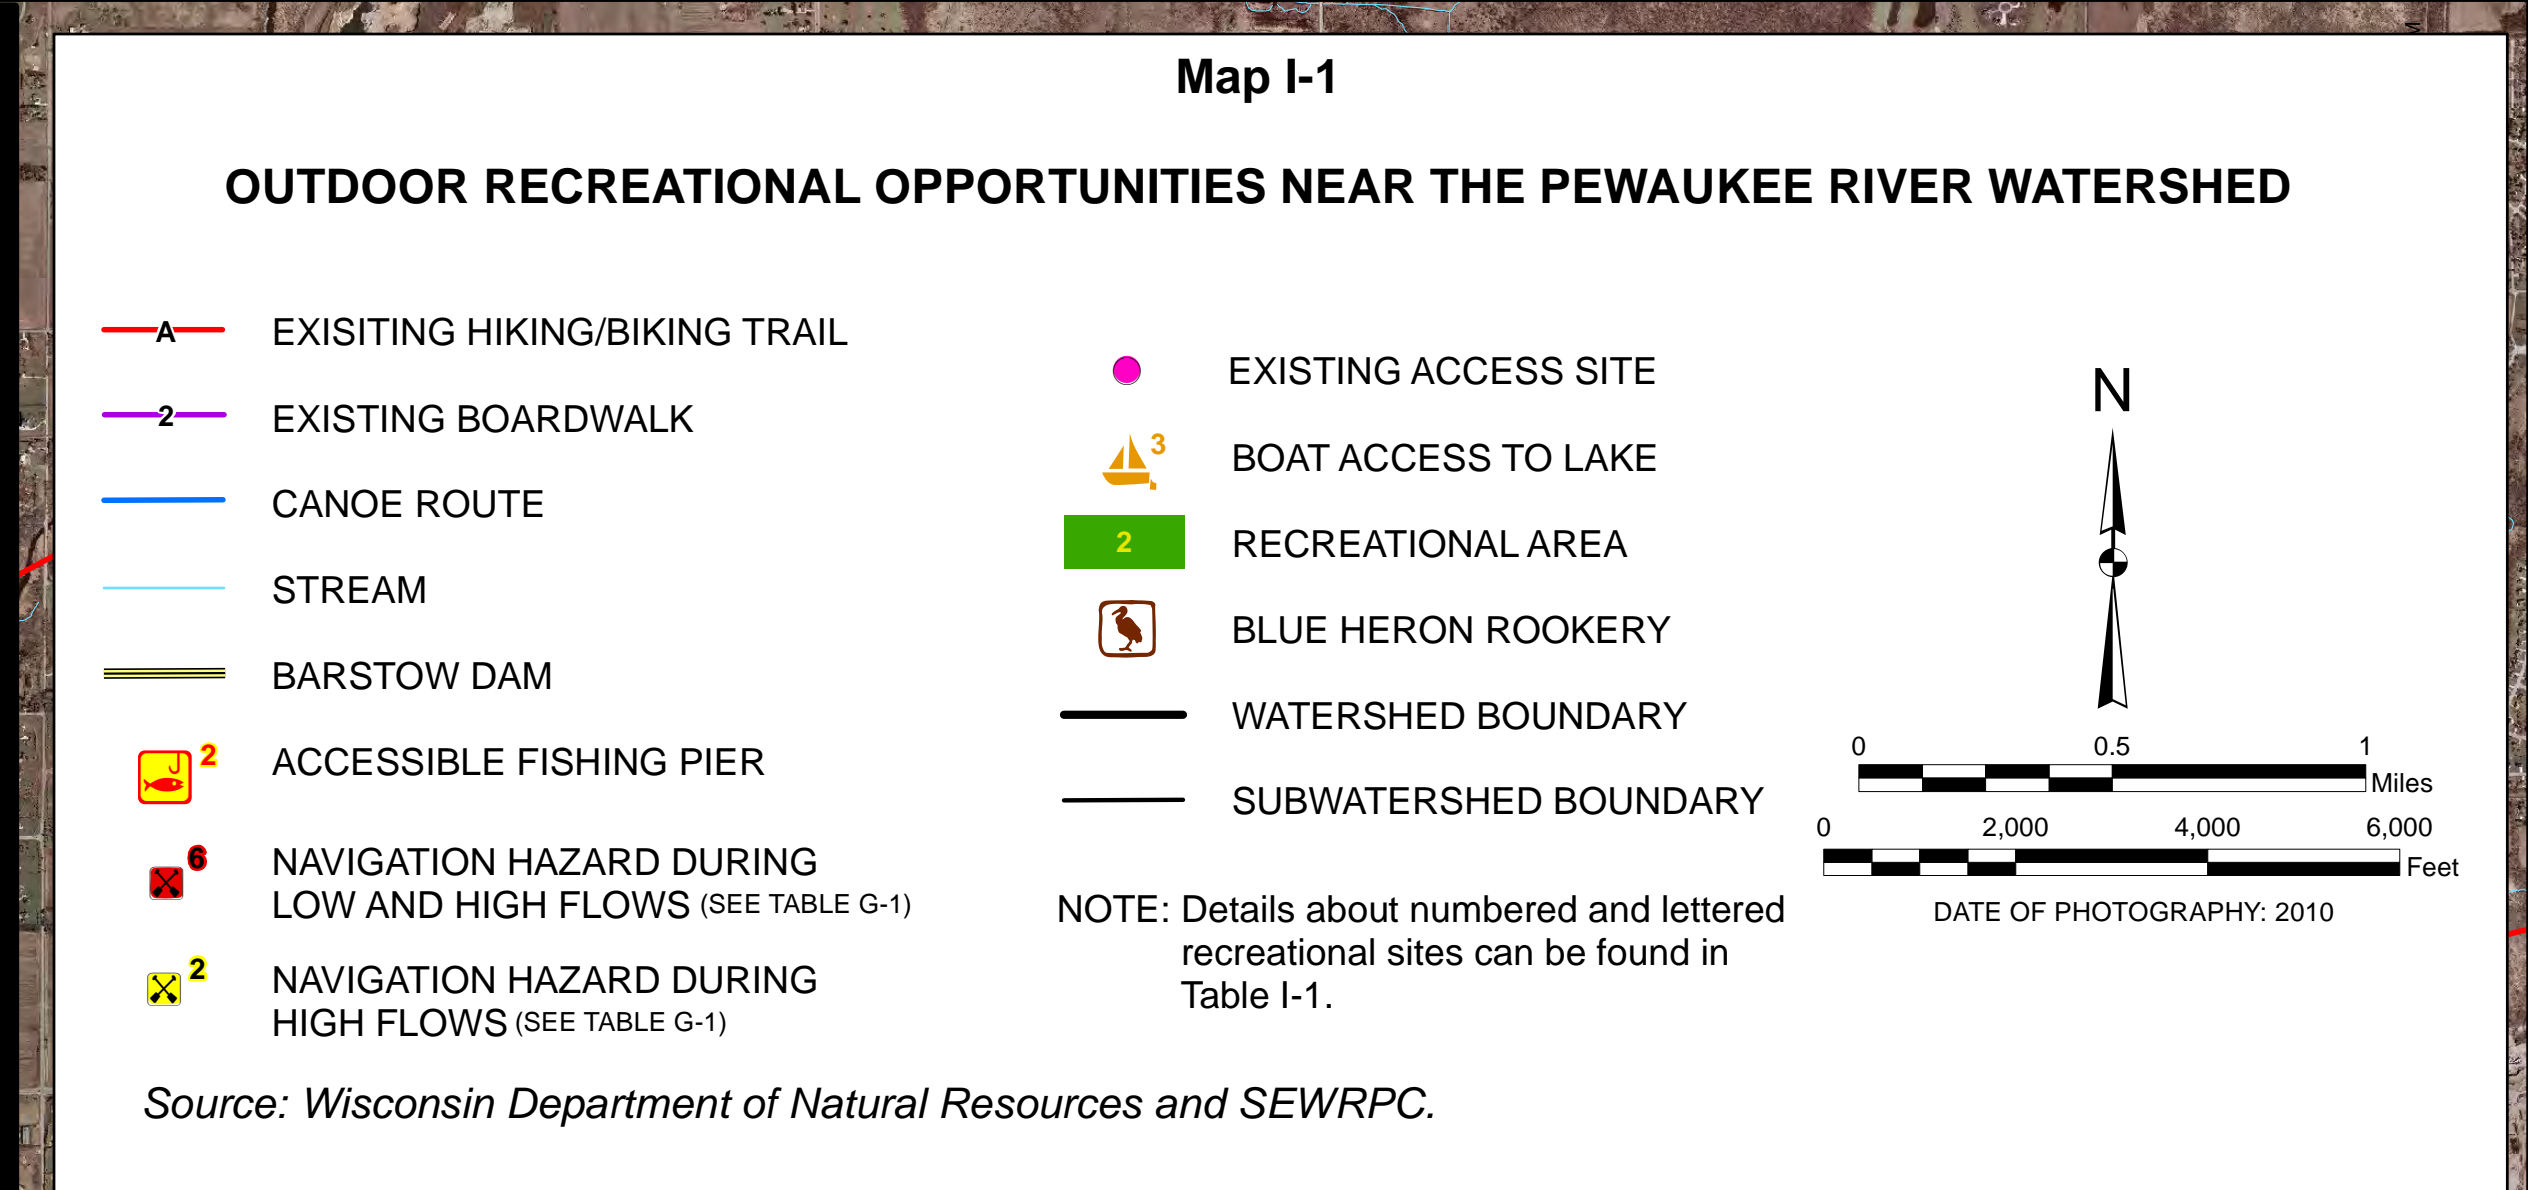 Map I-1
OUTDOOR RECREATIONAL OPPORTUNITIES NEAR THE PEWAUKEE RIVER WATERSHED
A
EXISITING HIKING/BIKING TRAIL
2
EXISTING BOARDWALK
CANOE ROUTE
STREAM
BARSTOW DAM
2
ACCESSIBLE FISHING PIER
6
NAVIGATION HAZARD DURING
LOW AND HIGH FLOWS (SEE TABLE G-1)
2
NAVIGATION HAZARD DURING
HIGH FLOWS (SEE TABLE G-1)
EXISTING ACCESS SITE
3
BOAT ACCESS TO LAKE
2
RECREATIONAL AREA
BLUE HERON ROOKERY
WATERSHED BOUNDARY
SUBWATERSHED BOUNDARY
NOTE: Details about numbered and lettered
recreational sites can be found in
Table I-1.
N
0 0.5 1
Miles
0 2,000 4,000 6,000
Feet
DATE OF PHOTOGRAPHY: 2010
Source: Wisconsin Department of Natural Resources and SEWRPC.